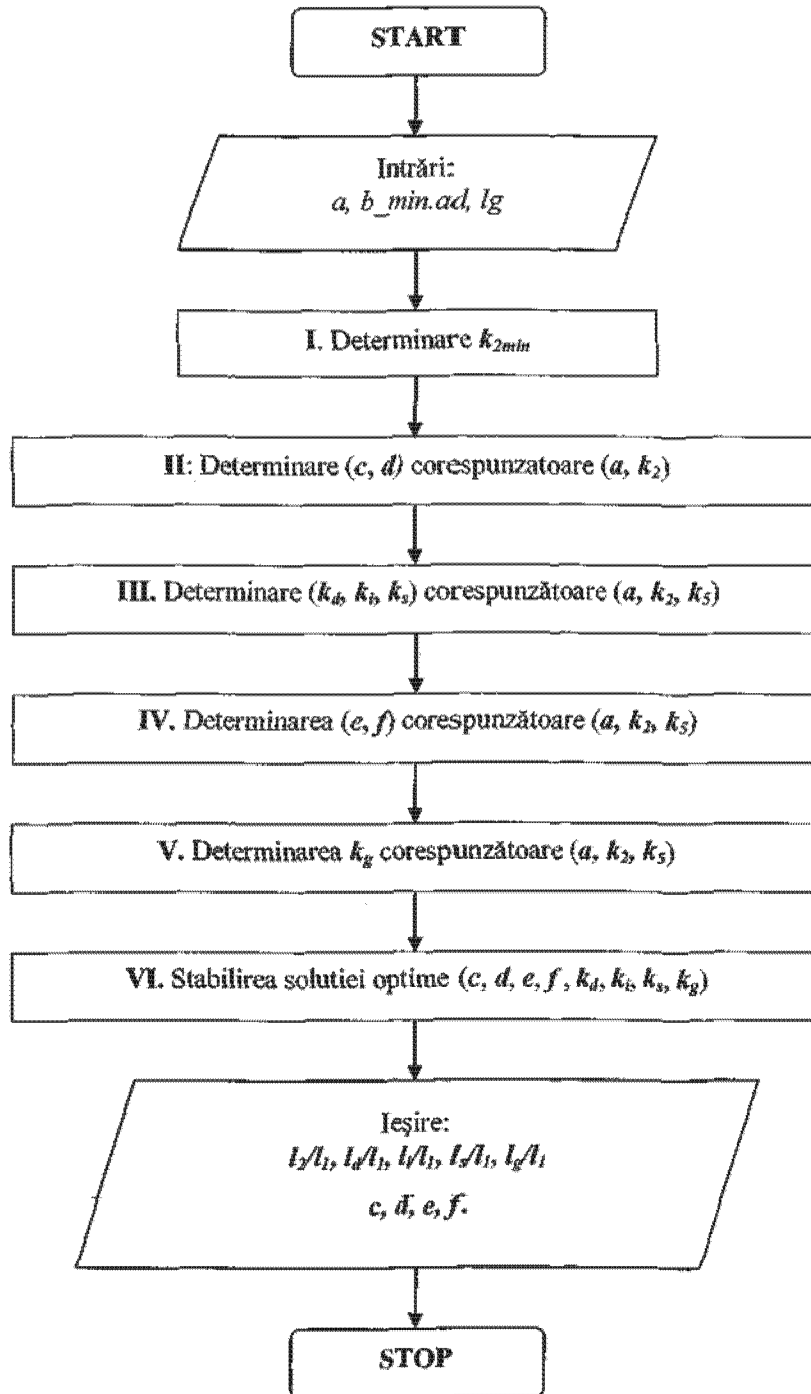 START
Intrări:
a, b_min.ad, lg
I. Determinare k2min
II: Determinare (c, d) corespunzatoare (a, k2)
III. Determinare (kd, ki, ks) corespunzătoare (a, k2, k5)
IV. Determinarea (e, f) corespunzătoare (a, k2, k5)
V. Determinarea kg corespunzătoare (a, k2, k5)
VI. Stabilirea solutiei optime (c, d, e, f, kd, ki, ks, kg)
Ieşire:
l2/l1, ld/l1, li/l1, ls/l1, lg/l1
c, d, e, f.
STOP